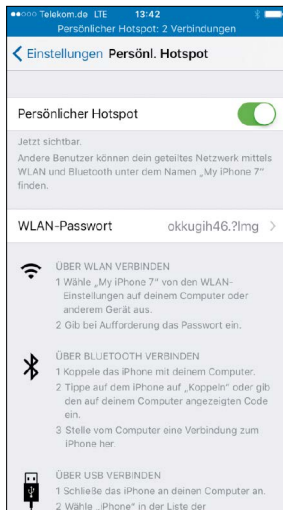 Telekom.de LTE 13:42
Persönlicher Hotspot: 2 Verbindungen
Einstellungen Persönl. Hotspot
Persönlicher Hotspot
Jetzt sichtbar.
Andere Benutzer können dein geteiltes Netzwerk mittels
WLAN und Bluetooth unter dem Namen „My iPhone 7“
finden.
WLAN-Passwort okkugih46.?lmg
ÜBER WLAN VERBINDEN
1 Wähle „My iPhone 7“ von den WLAN-
Einstellungen auf deinem Computer oder
anderem Gerät aus.
2 Gib bei Aufforderung das Passwort ein.
ÜBER BLUETOOTH VERBINDEN
1 Koppele das iPhone mit deinem Computer.
2 Tippe auf dem iPhone auf „Koppeln“ oder gib
den auf deinem Computer angezeigten Code
ein.
3 Stelle vom Computer eine Verbindung zum
iPhone her.
ÜBER USB VERBINDEN
1 Schließe das iPhone an deinen Computer an.
2 Wähle „iPhone“ in der Liste der